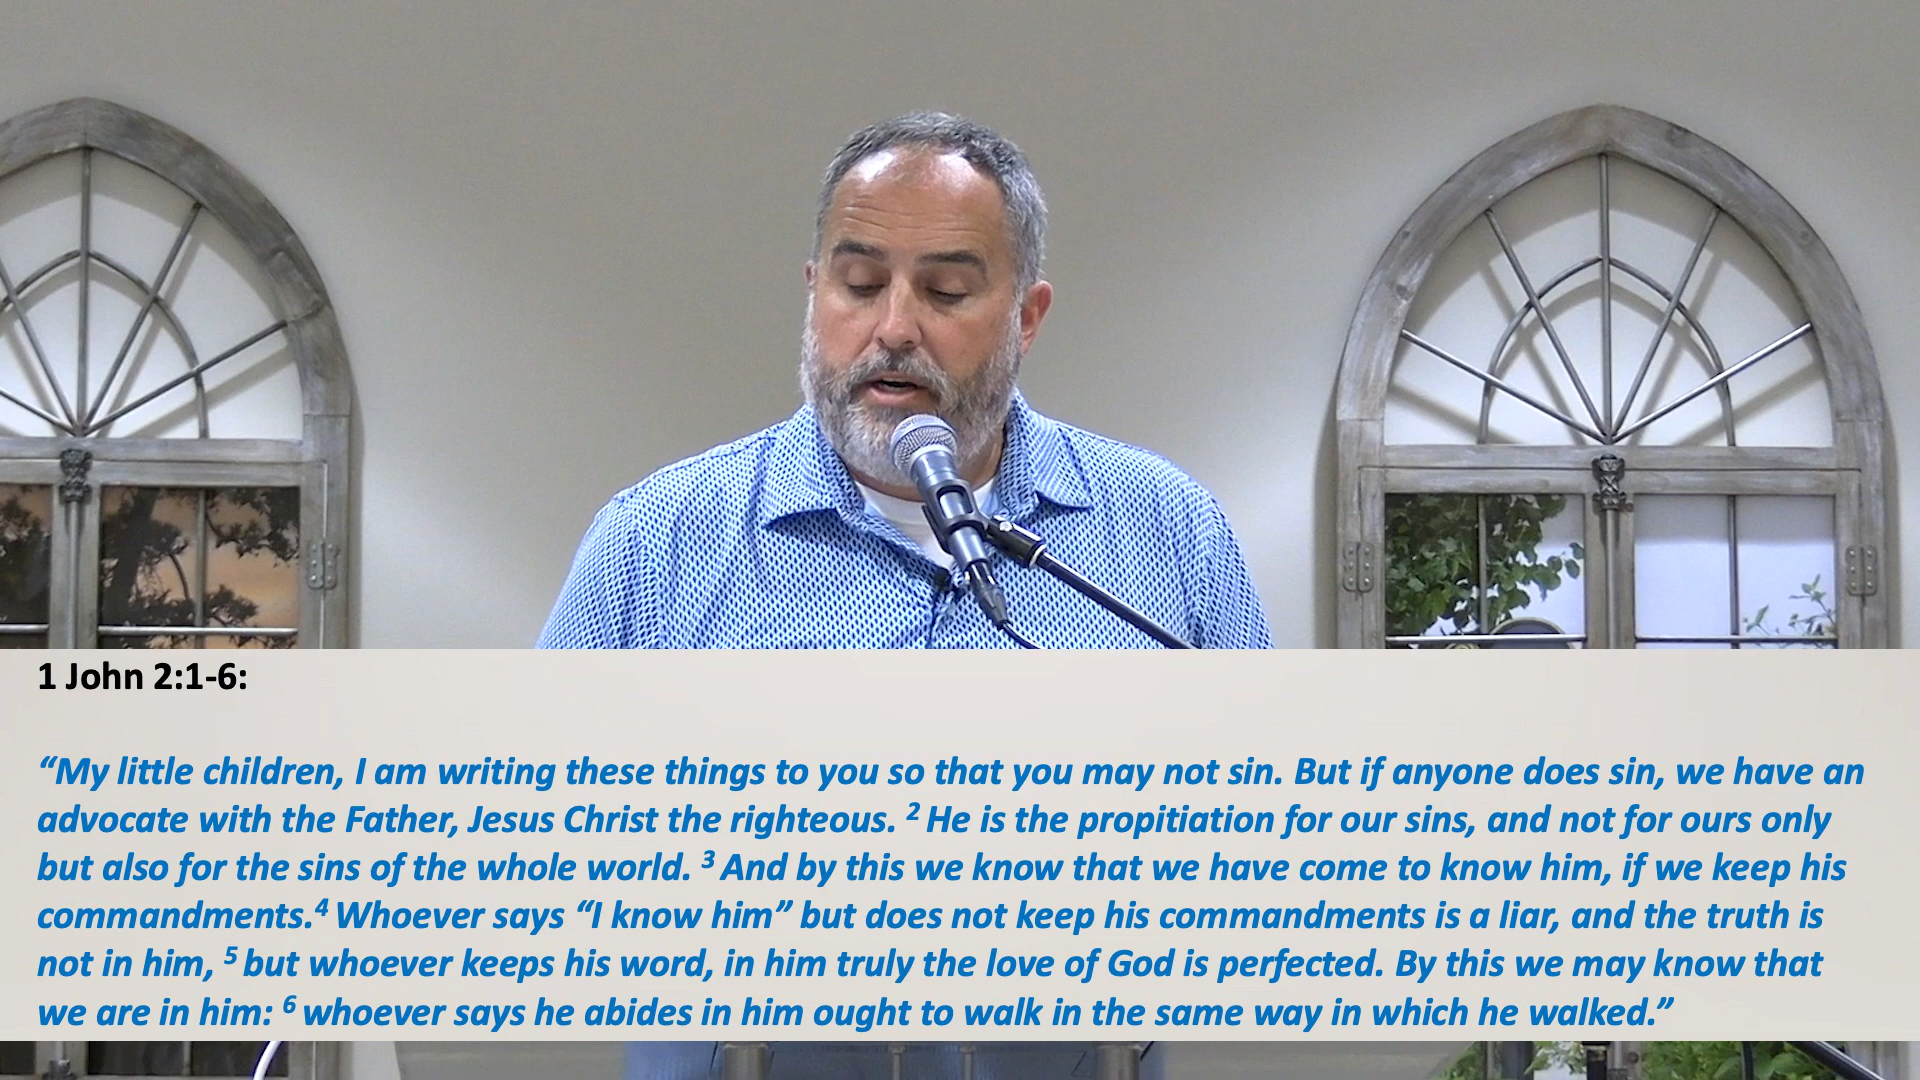 1 John 2:1-6:
“My little children, I am writing these things to you so that you may not sin. But if anyone does sin, we have an
advocate with the Father, Jesus Christ the righteous. 2 He is the propitiation for our sins, and not for ours only
but also for the sins of the whole world. 3 And by this we know that we have come to know him, if we keep his
commandments.4 Whoever says “I know him” but does not keep his commandments is a liar, and the truth is
not in him, 5 but whoever keeps his word, in him truly the love of God is perfected. By this we may know that
we are in him: 6 whoever says he abides in him ought to walk in the same way in which he walked.”